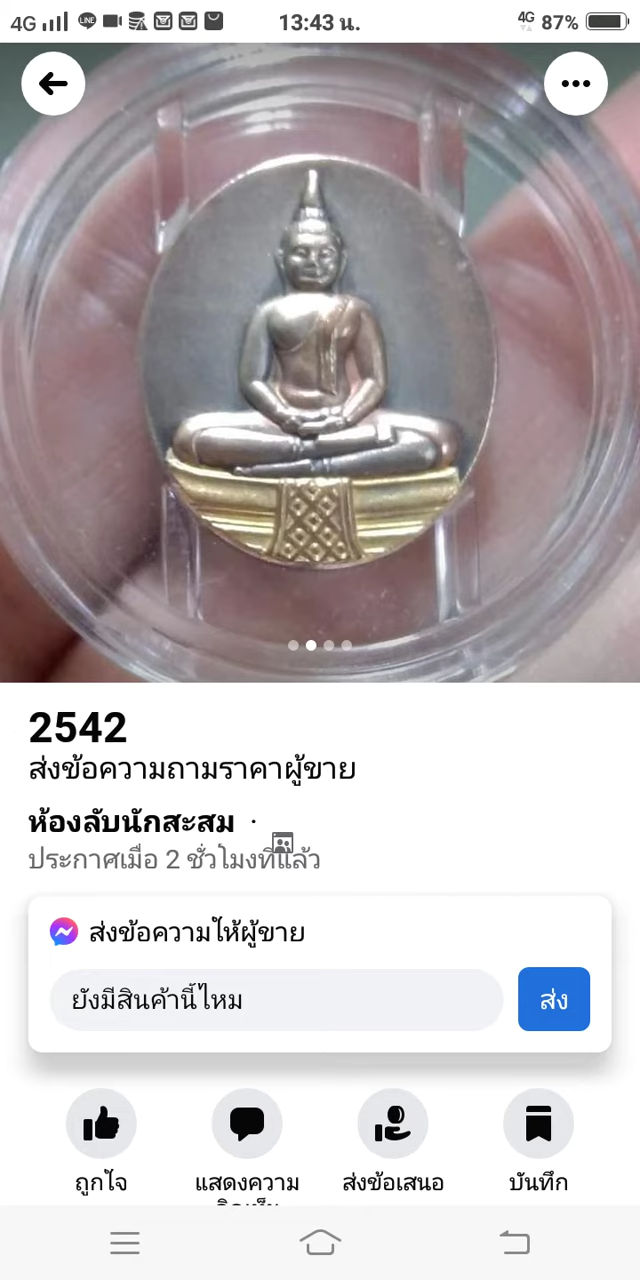 4G LINE 13:43 น. 4G 87%
2542
ส่งข้อความถามราคาผู้ขาย
ห้องลับนักสะสม ·
ประกาศเมื่อ 2 ชั่วโมงที่แล้ว
ส่งข้อความให้ผู้ขาย
ยังมีสินค้านี้ไหม
ส่ง
ถูกใจ แสดงความ ส่งข้อเสนอ บันทึก